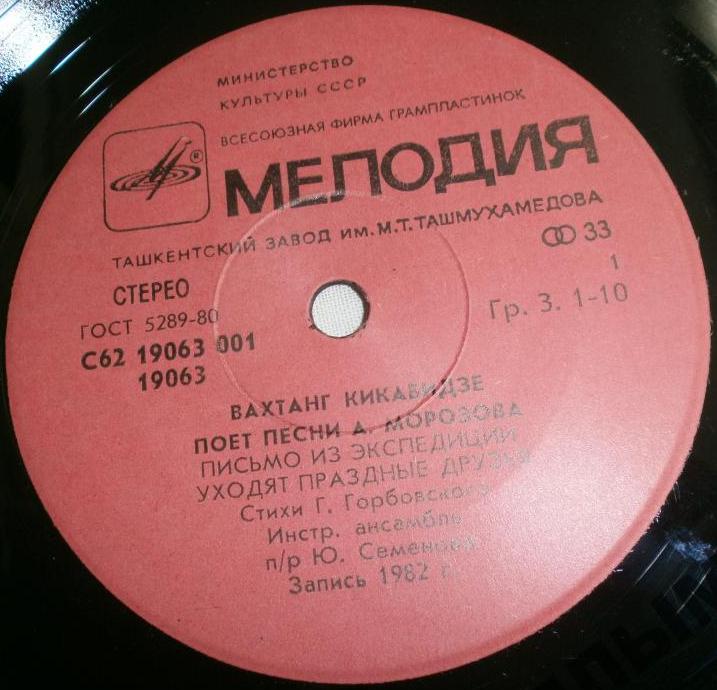 МИНИСТЕРСТВО
КУЛЬТУРЫ СССР
ВСЕСОЮЗНАЯ ФИРМА ГРАМПЛАСТИНОК
МЕЛОДИЯ
®
ТАШКЕНТСКИЙ ЗАВОД ИМ. М.Т. ТАШМУХАМЕДОВА
СТЕРЕО
33
ГОСТ 5289-80
1
С62 19063 001
Гр. 3. 1-10
19063
ВАХТАНГ КИКАБИДЗЕ
ПОЕТ ПЕСНИ А. МОРОЗОВА
ПИСЬМО ИЗ ЭКСПЕДИЦИИ
УХОДЯТ ПРАЗДНЫЕ ДРУЗЬЯ
Стихи Г. Горбовского
Инстр. ансамбль
п/р Ю. Семенова
Запись 1982 г.